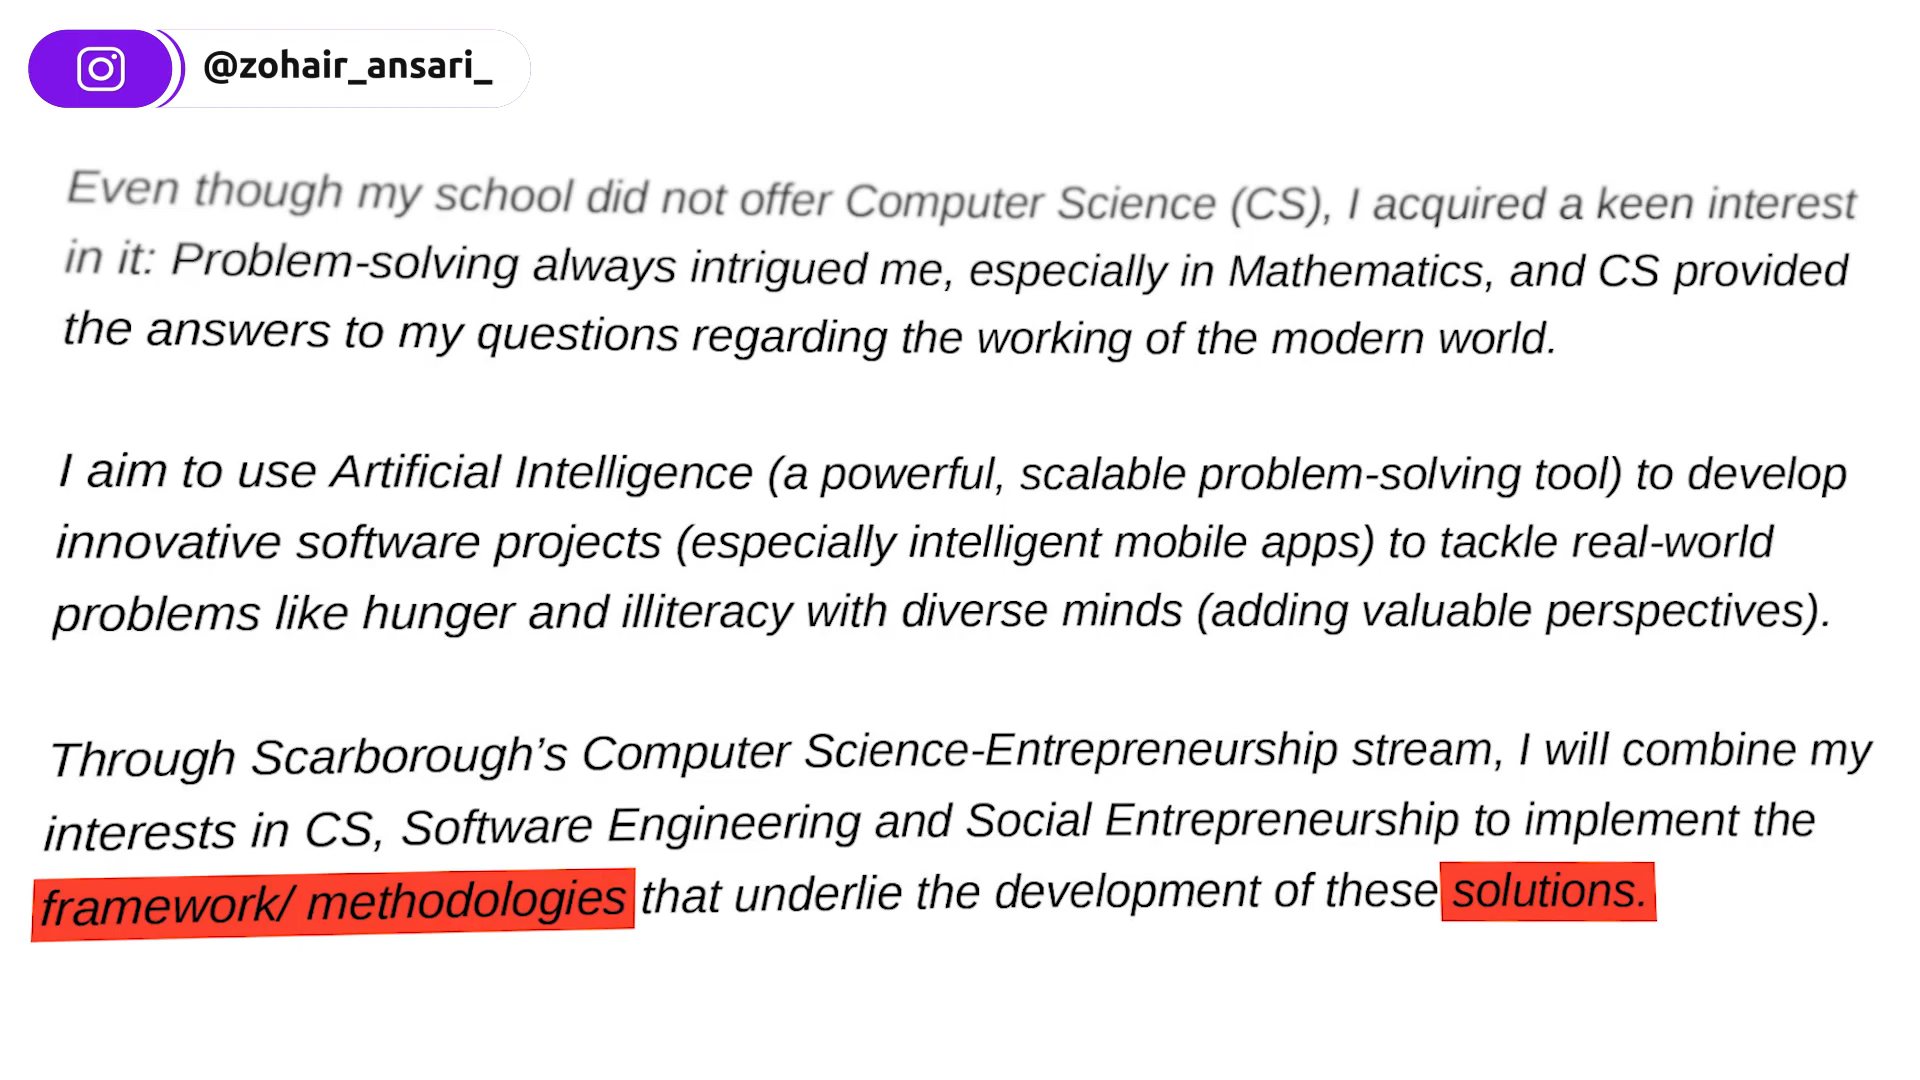 @zohair_ansari_
Even though my school did not offer Computer Science (CS), I acquired a keen interest
in it: Problem-solving always intrigued me, especially in Mathematics, and CS provided
the answers to my questions regarding the working of the modern world.
I aim to use Artificial Intelligence (a powerful, scalable problem-solving tool) to develop
innovative software projects (especially intelligent mobile apps) to tackle real-world
problems like hunger and illiteracy with diverse minds (adding valuable perspectives).
Through Scarborough’s Computer Science-Entrepreneurship stream, I will combine my
interests in CS, Software Engineering and Social Entrepreneurship to implement the
framework/ methodologies that underlie the development of these solutions.